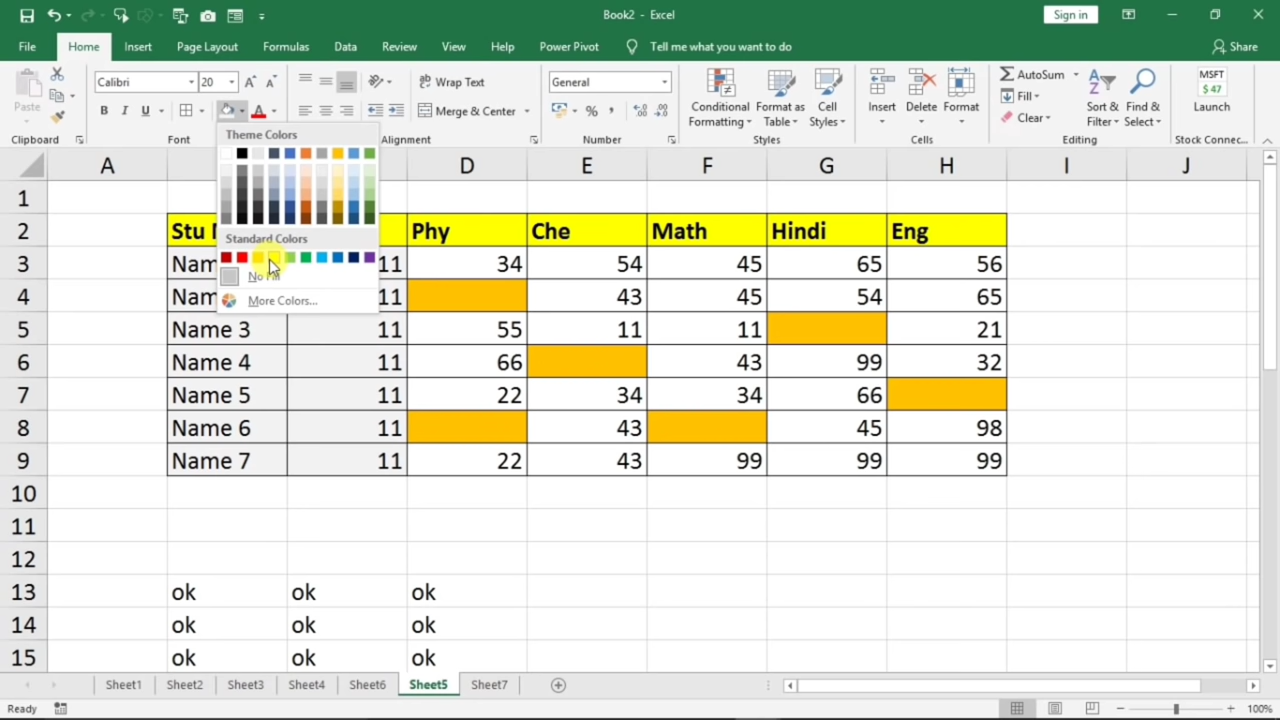 Book2 - Excel
Sign in
File Home Insert Page Layout Formulas Data Review View Help Power Pivot Tell me what you want to do Share
Paste
Calibri 20
B I U A
Wrap Text
Merge & Center
General
% ,
Conditional Formatting
Format as Table
Cell Styles
Insert
Delete
Format
AutoSum
Fill
Clear
Sort & Filter
Find & Select
MSFT
$ 47
Launch
Clipboard Font Alignment Number Styles Cells Editing Stock Connec...
Theme Colors
Standard Colors
More Colors...
A D E F G H I J
1
2 Stu Phy Che Math Hindi Eng
3 11 34 54 45 65 56
4 11 43 45 54 65
5 Name 3 11 55 11 11 21
6 Name 4 11 66 43 99 32
7 Name 5 11 22 34 34 66
8 Name 6 11 43 45 98
9 Name 7 11 22 43 99 99 99
10
11
12
13 ok ok ok
14 ok ok ok
15 ok ok ok
Sheet1 Sheet2 Sheet3 Sheet4 Sheet6 Sheet5 Sheet7
Ready 100%